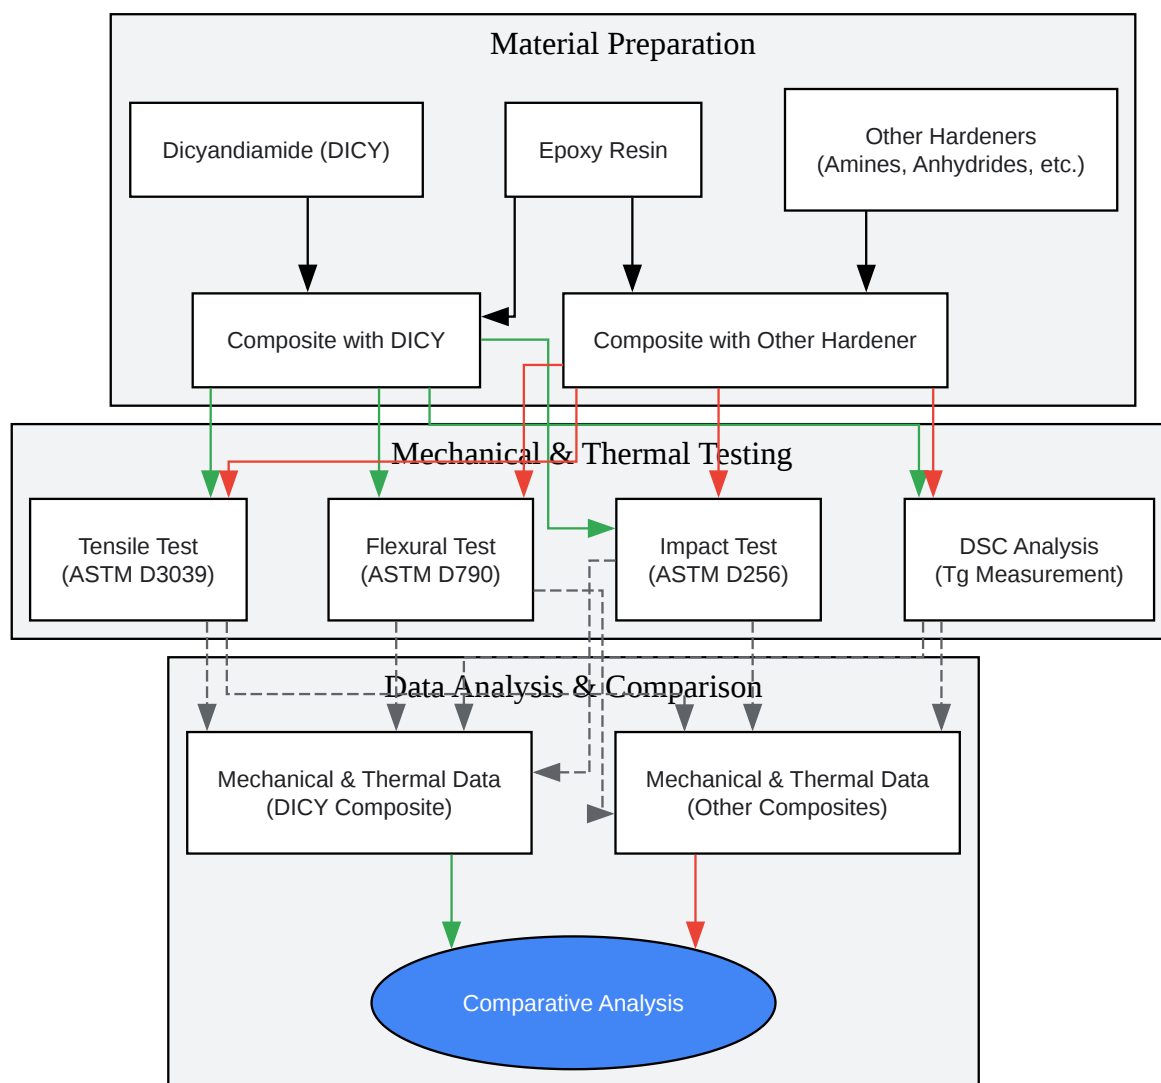 Material Preparation
Dicyandiamide (DICY)
Epoxy Resin
Other Hardeners
(Amines, Anhydrides, etc.)
Composite with DICY
Composite with Other Hardener
Mechanical & Thermal Testing
Tensile Test
(ASTM D3039)
Flexural Test
(ASTM D790)
Impact Test
(ASTM D256)
DSC Analysis
(Tg Measurement)
Data Analysis & Comparison
Mechanical & Thermal Data
(DICY Composite)
Mechanical & Thermal Data
(Other Composites)
Comparative Analysis